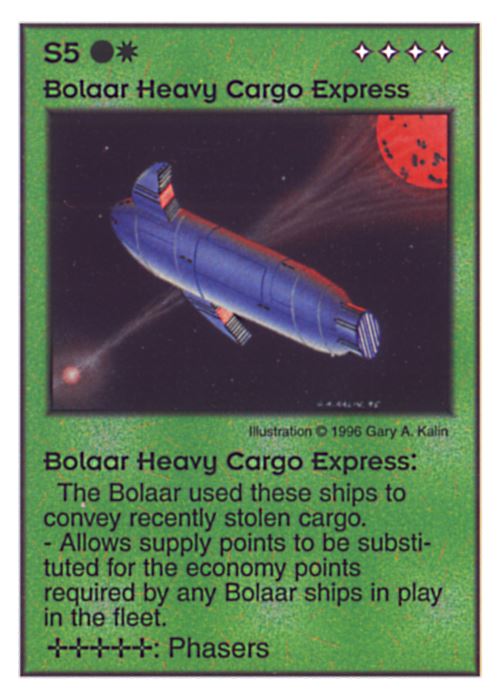 S5
Bolaar Heavy Cargo Express
Illustration © 1996 Gary A. Kalin
Bolaar Heavy Cargo Express:
The Bolaar used these ships to
convey recently stolen cargo.
- Allows supply points to be substi-
tuted for the economy points
required by any Bolaar ships in play
in the fleet.
: Phasers